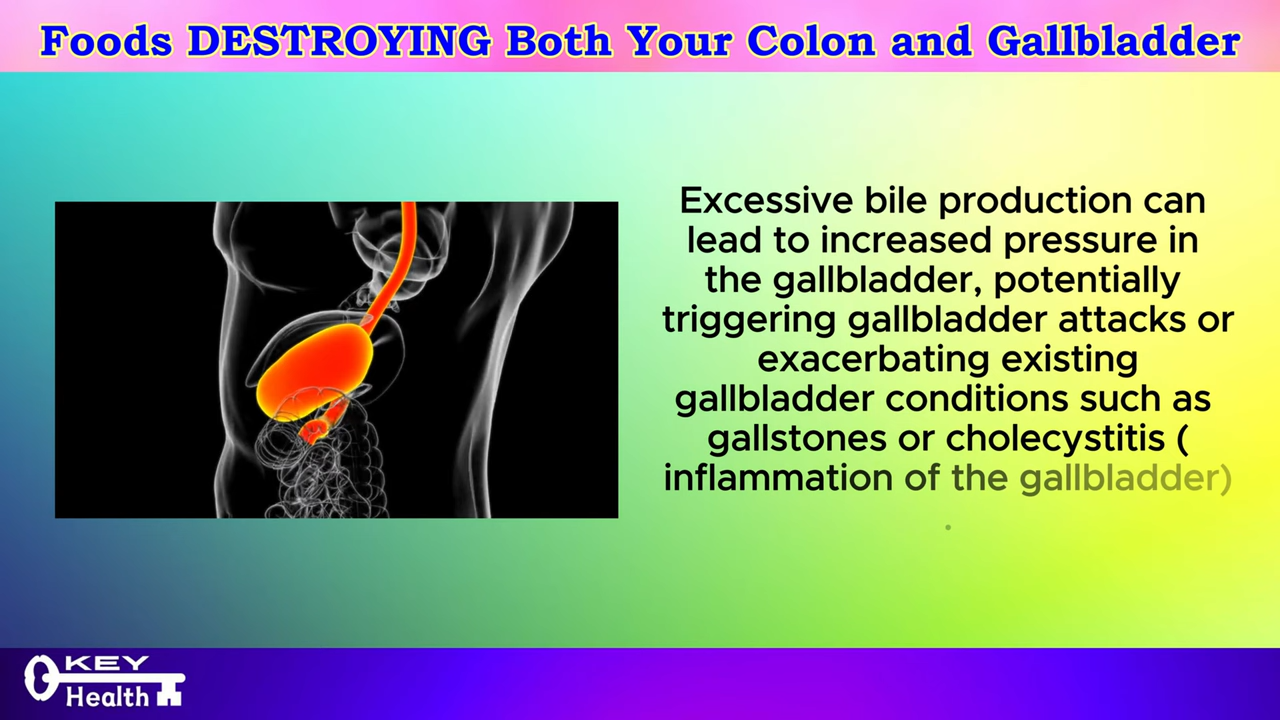 Foods DESTROYING Both Your Colon and Gallbladder
Excessive bile production can
lead to increased pressure in
the gallbladder, potentially
triggering gallbladder attacks or
exacerbating existing
gallbladder conditions such as
gallstones or cholecystitis (
inflammation of the gallbladder)
.
KEY
Health